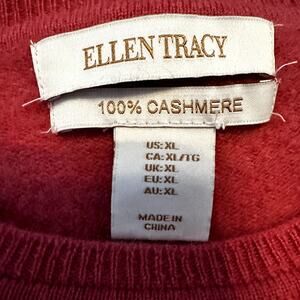 ELLEN TRACY
100% CASHMERE
US: XL
CA: XL/TG
UK: XL
EU: XL
AU: XL
MADE IN
CHINA